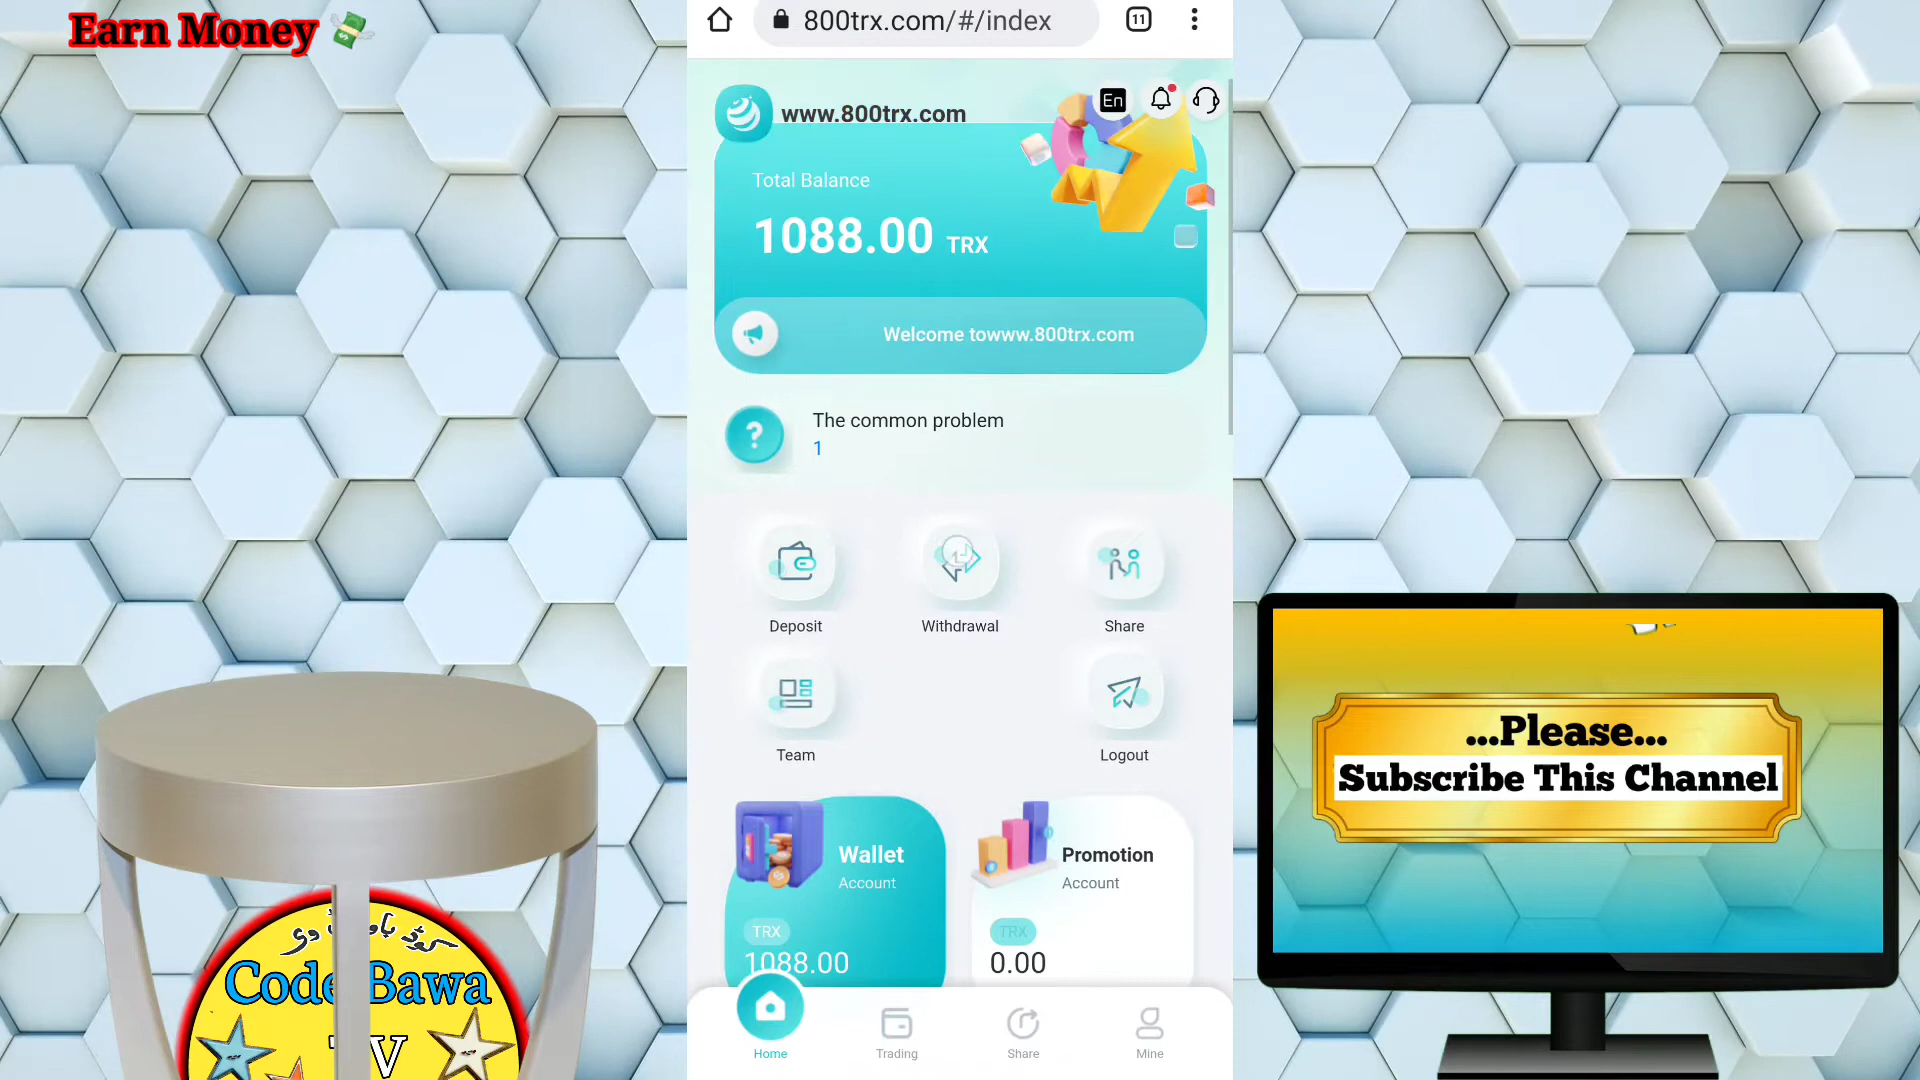 Earn Money
800trx.com/#/index
11
www.800trx.com
En
Total Balance
1088.00 TRX
Welcome towww.800trx.com
The common problem
1
Deposit
Withdrawal
Share
Team
Logout
Wallet
Account
TRX
1088.00
Promotion
Account
TRX
0.00
Home
Trading
Share
Mine
...Please...
Subscribe This Channel
Code Bawa
TV